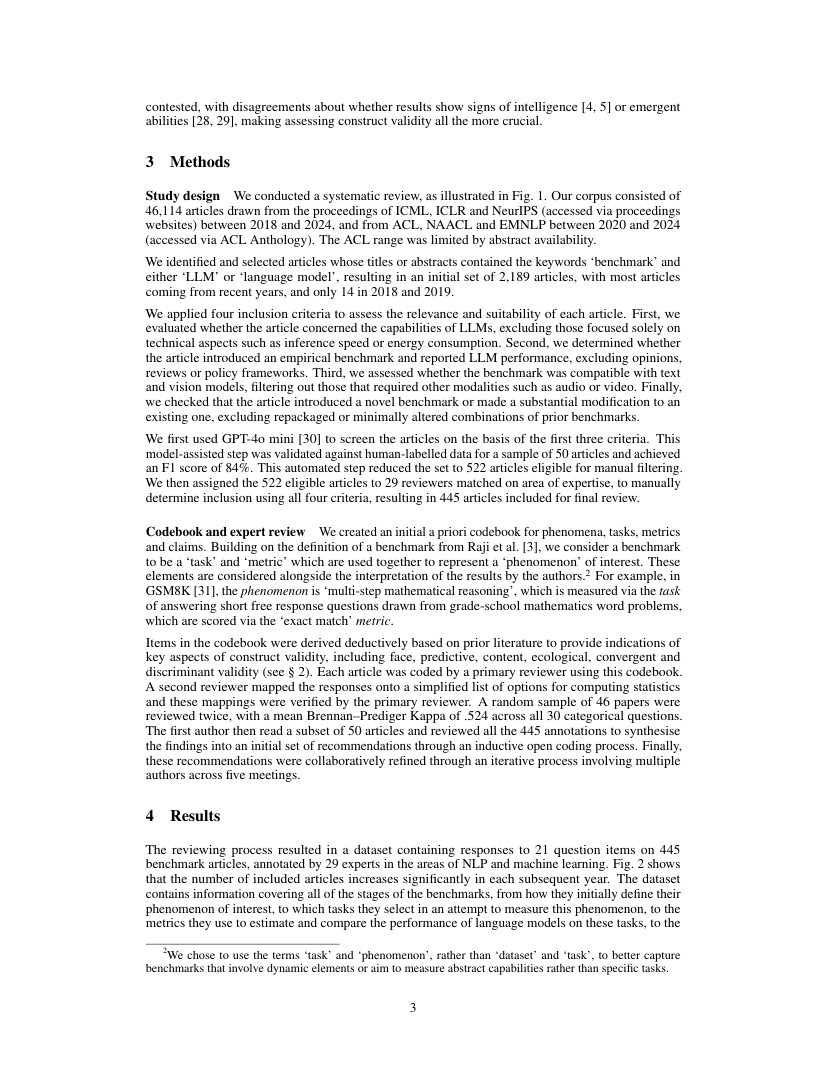 contested, with disagreements about whether results show signs of intelligence [4, 5] or emergent
abilities [28, 29], making assessing construct validity all the more crucial.
3 Methods
Study design We conducted a systematic review, as illustrated in Fig. 1. Our corpus consisted of
46,114 articles drawn from the proceedings of ICML, ICLR and NeurIPS (accessed via proceedings
websites) between 2018 and 2024, and from ACL, NAACL and EMNLP between 2020 and 2024
(accessed via ACL Anthology). The ACL range was limited by abstract availability.
We identified and selected articles whose titles or abstracts contained the keywords ‘benchmark’ and
either ‘LLM’ or ‘language model’, resulting in an initial set of 2,189 articles, with most articles
coming from recent years, and only 14 in 2018 and 2019.
We applied four inclusion criteria to assess the relevance and suitability of each article. First, we
evaluated whether the article concerned the capabilities of LLMs, excluding those focused solely on
technical aspects such as inference speed or energy consumption. Second, we determined whether
the article introduced an empirical benchmark and reported LLM performance, excluding opinions,
reviews or policy frameworks. Third, we assessed whether the benchmark was compatible with text
and vision models, filtering out those that required other modalities such as audio or video. Finally,
we checked that the article introduced a novel benchmark or made a substantial modification to an
existing one, excluding repackaged or minimally altered combinations of prior benchmarks.
We first used GPT-4o mini [30] to screen the articles on the basis of the first three criteria. This
model-assisted step was validated against human-labelled data for a sample of 50 articles and achieved
an F1 score of 84%. This automated step reduced the set to 522 articles eligible for manual filtering.
We then assigned the 522 eligible articles to 29 reviewers matched on area of expertise, to manually
determine inclusion using all four criteria, resulting in 445 articles included for final review.
Codebook and expert review We created an initial a priori codebook for phenomena, tasks, metrics
and claims. Building on the definition of a benchmark from Raji et al. [3], we consider a benchmark
to be a ‘task’ and ‘metric’ which are used together to represent a ‘phenomenon’ of interest. These
elements are considered alongside the interpretation of the results by the authors.2 For example, in
GSM8K [31], the phenomenon is ‘multi-step mathematical reasoning’, which is measured via the task
of answering short free response questions drawn from grade-school mathematics word problems,
which are scored via the ‘exact match’ metric.
Items in the codebook were derived deductively based on prior literature to provide indications of
key aspects of construct validity, including face, predictive, content, ecological, convergent and
discriminant validity (see § 2). Each article was coded by a primary reviewer using this codebook.
A second reviewer mapped the responses onto a simplified list of options for computing statistics
and these mappings were verified by the primary reviewer. A random sample of 46 papers were
reviewed twice, with a mean Brennan–Prediger Kappa of .524 across all 30 categorical questions.
The first author then read a subset of 50 articles and reviewed all the 445 annotations to synthesise
the findings into an initial set of recommendations through an inductive open coding process. Finally,
these recommendations were collaboratively refined through an iterative process involving multiple
authors across five meetings.
4 Results
The reviewing process resulted in a dataset containing responses to 21 question items on 445
benchmark articles, annotated by 29 experts in the areas of NLP and machine learning. Fig. 2 shows
that the number of included articles increases significantly in each subsequent year. The dataset
contains information covering all of the stages of the benchmarks, from how they initially define their
phenomenon of interest, to which tasks they select in an attempt to measure this phenomenon, to the
metrics they use to estimate and compare the performance of language models on these tasks, to the
2We chose to use the terms ‘task’ and ‘phenomenon’, rather than ‘dataset’ and ‘task’, to better capture
benchmarks that involve dynamic elements or aim to measure abstract capabilities rather than specific tasks.
3